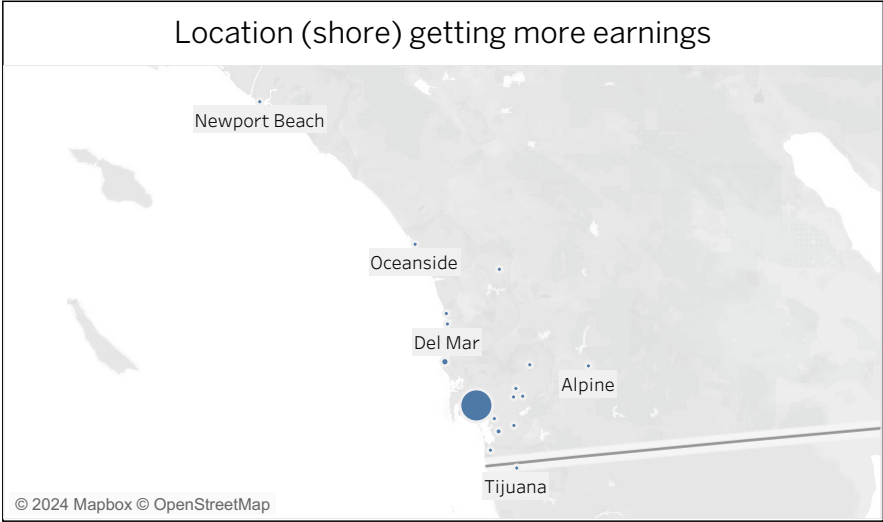 Location (shore) getting more earnings
Newport Beach
Oceanside
Del Mar
Alpine
Tijuana
© 2024 Mapbox © OpenStreetMap